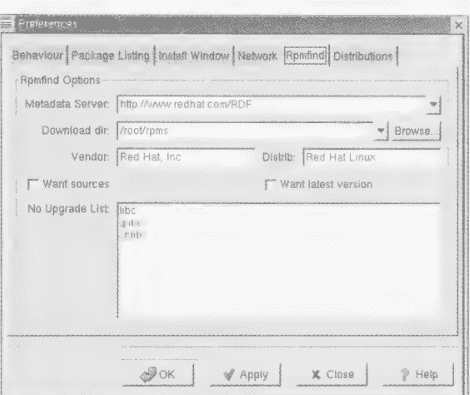 Preferences
Behaviour Package Listing Install Window Network Rpmfind Distributions
Rpmfind Options
Metadata Server: http://www.redhat.com/RDF
Download dir: /root/rpms Browse...
Vendor: Red Hat, Inc Distrib: Red Hat Linux
Want sources Want latest version
No Upgrade List: libc
OK Apply Close Help